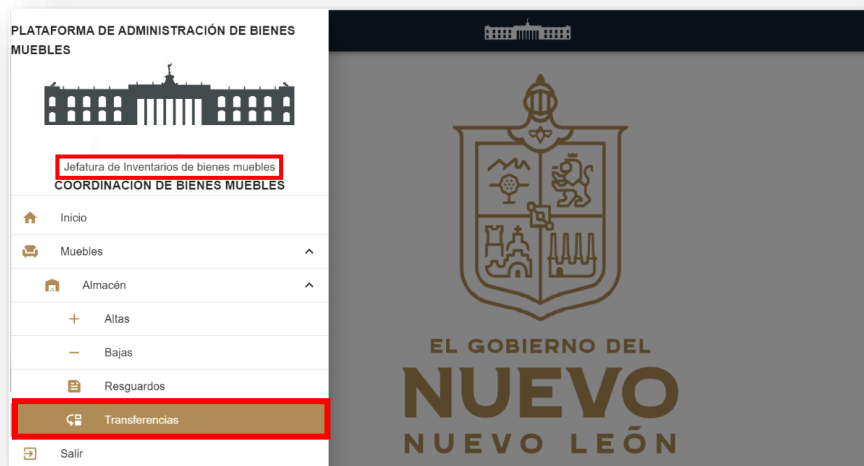 PLATAFORMA DE ADMINISTRACIÓN DE BIENES
MUEBLES
Jefatura de Inventarios de bienes muebles
COORDINACIÓN DE BIENES MUEBLES
Inicio
Muebles
Almacén
Altas
Bajas
Resguardos
Transferencias
Salir
EL GOBIERNO DEL
NUEVO
NUEVO LEÓN